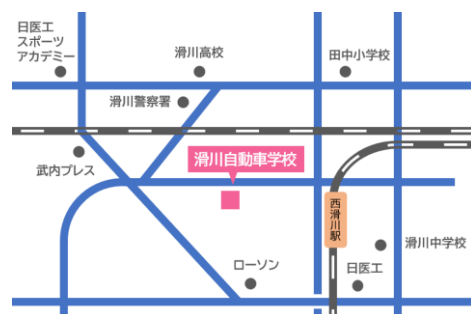 日医工
スポーツ
アカデミー
滑川高校
田中小学校
滑川警察署
武内プレス
滑川自動車学校
西滑川駅
滑川中学校
ローソン
日医工